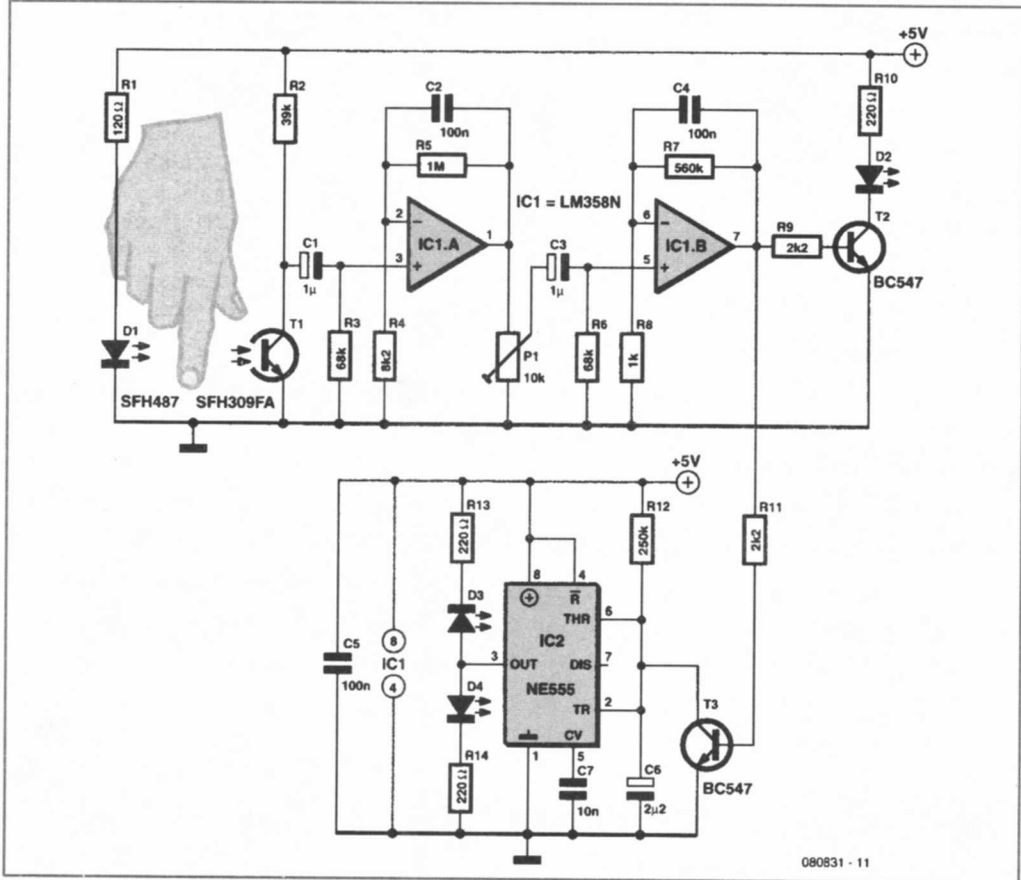 +5V
R1
120Ω
R2
39k
C2
100n
R5
1M
C4
100n
R7
560k
R10
220Ω
D2
IC1 = LM358N
2
IC1.A
1
3
C1
1µ
6
IC1.B
7
5
C3
1µ
R9
2k2
T2
BC547
D1
T1
R3
68k
R4
8k2
P1
10k
R6
68k
R8
1k
SFH487
SFH309FA
+5V
R13
220Ω
R12
250k
R11
2k2
8
4
R
D3
THR
6
IC2
C5
100n
8
IC1
4
3
OUT
DIS
7
NE555
D4
TR
2
T3
CV
R14
220Ω
1
5
C7
10n
C6
2µ2
BC547
080831 - 11